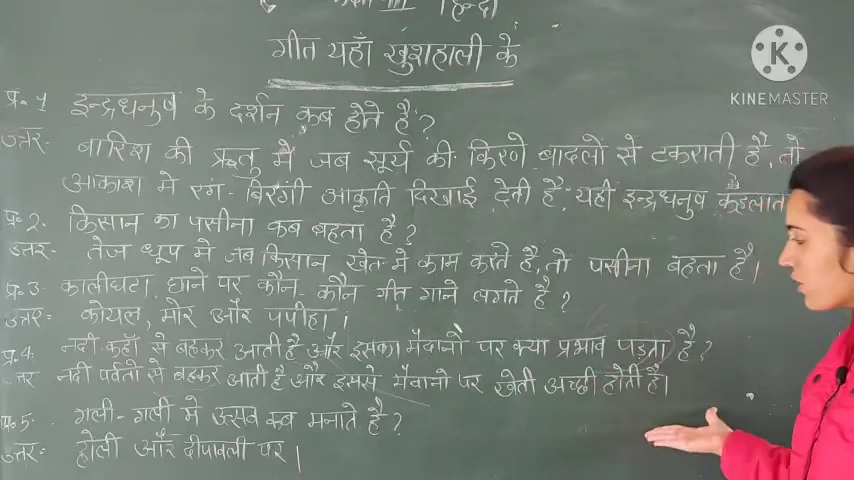 हिन्दी
गीत यहाँ खुशहाली के
KINEMASTER
प्र. 1 इन्द्रधनुष के दर्शन कब होते है?
उत्तर- बारिश की ऋतु मे जब सूर्य की किरणे बादलों से टकराती है, तो
आकाश मे रंग-बिरंगी आकृति दिखाई देती है, यही इन्द्रधनुष कहलाता
है
प्र. 2 किसान का पसीना कब बहता है?
उत्तर- तेज धूप मे जब किसान खेत मे काम करते है, तो पसीना बहता है।
प्र. 3 कालीघटा छाने पर कौन-कौन गीत गाने लगते है?
उत्तर- कोयल, मोर और पपीहा।
प्र. 4 नदी कहाँ से बहकर आती है और इसका मैदानो पर क्या प्रभाव पड़ता है?
उत्तर नदी पर्वतो से बहकर आती है और इससे मैदानो पर खेती अच्छी होती है।
प्र. 5 गली-गली मे उत्सव कब मनाते है?
उत्तर- होली और दीपावली पर।